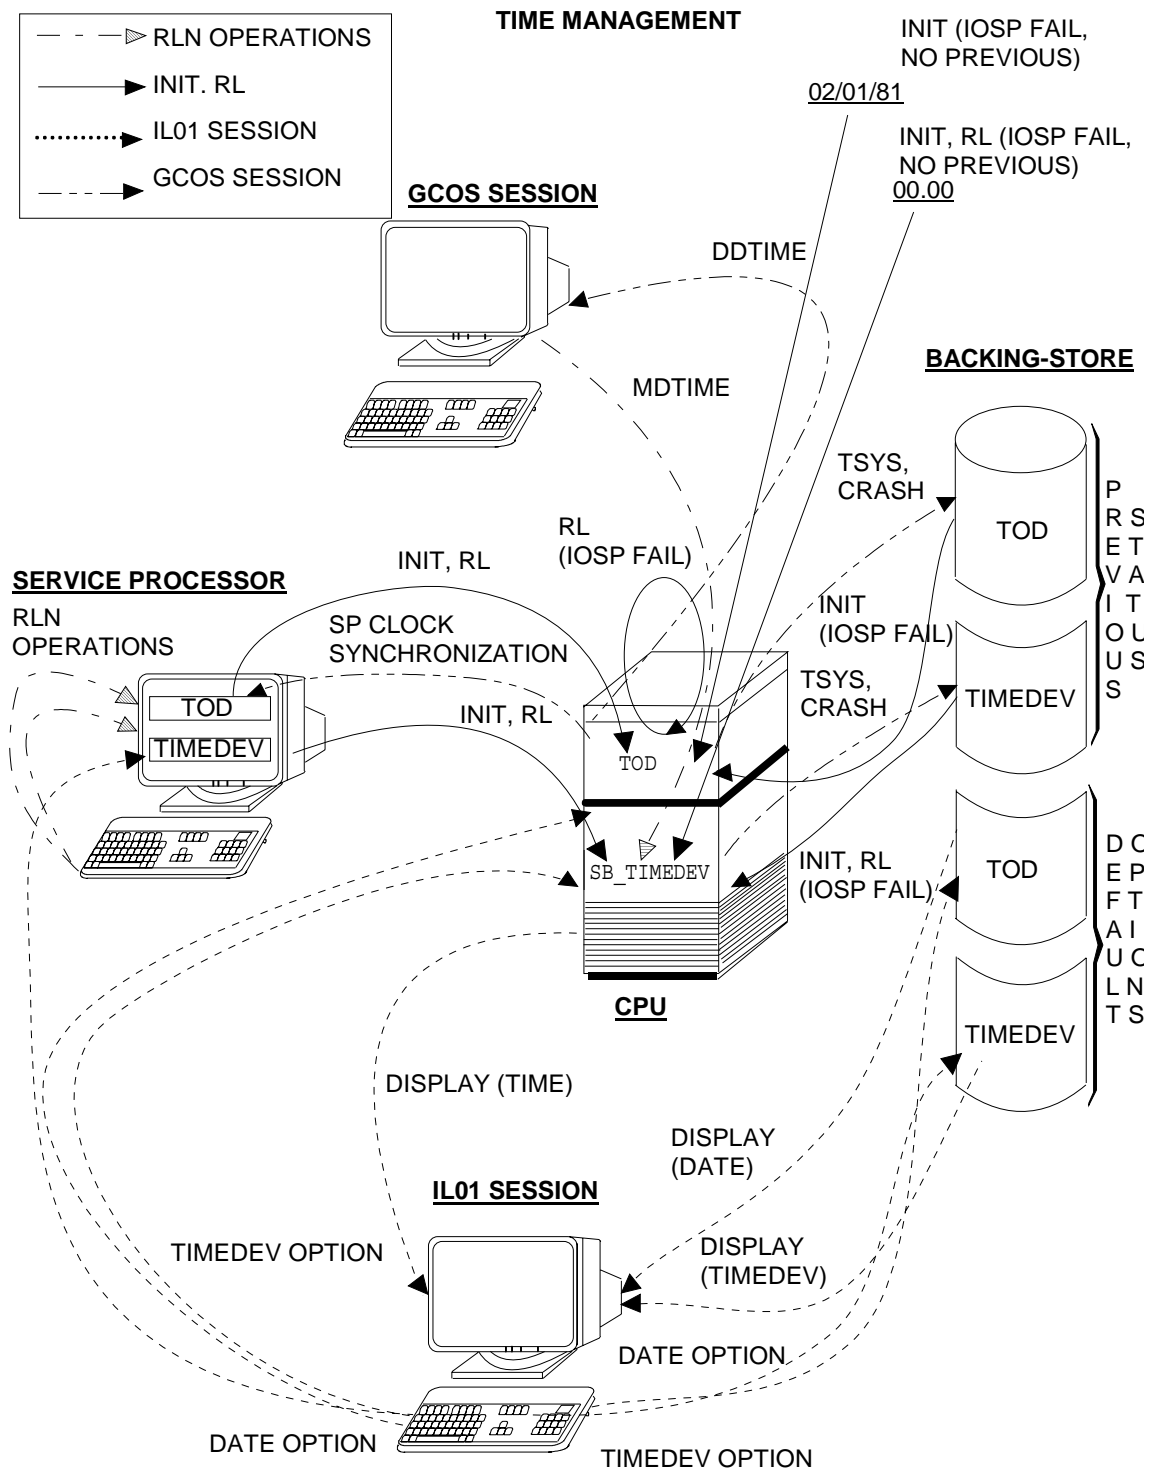 TIME MANAGEMENT
RLN OPERATIONS
INIT. RL
IL01 SESSION
GCOS SESSION
INIT (IOSP FAIL,
NO PREVIOUS)
02/01/81
INIT, RL (IOSP FAIL,
NO PREVIOUS)
00.00
GCOS SESSION
DDTIME
MDTIME
BACKING-STORE
TSYS,
CRASH
TOD
PREVIOUS
STATUS
RL
(IOSP FAIL)
INIT, RL
SERVICE PROCESSOR
RLN
OPERATIONS
SP CLOCK
SYNCHRONIZATION
INIT
(IOSP FAIL)
TSYS,
CRASH
TIMEDEV
TOD
TIMEDEV
INIT, RL
TOD
SB_TIMEDEV
INIT, RL
(IOSP FAIL)
TOD
DEFAULT
OPTIONS
CPU
TIMEDEV
DISPLAY (TIME)
DISPLAY
(DATE)
IL01 SESSION
TIMEDEV OPTION
DISPLAY
(TIMEDEV)
DATE OPTION
DATE OPTION
TIMEDEV OPTION